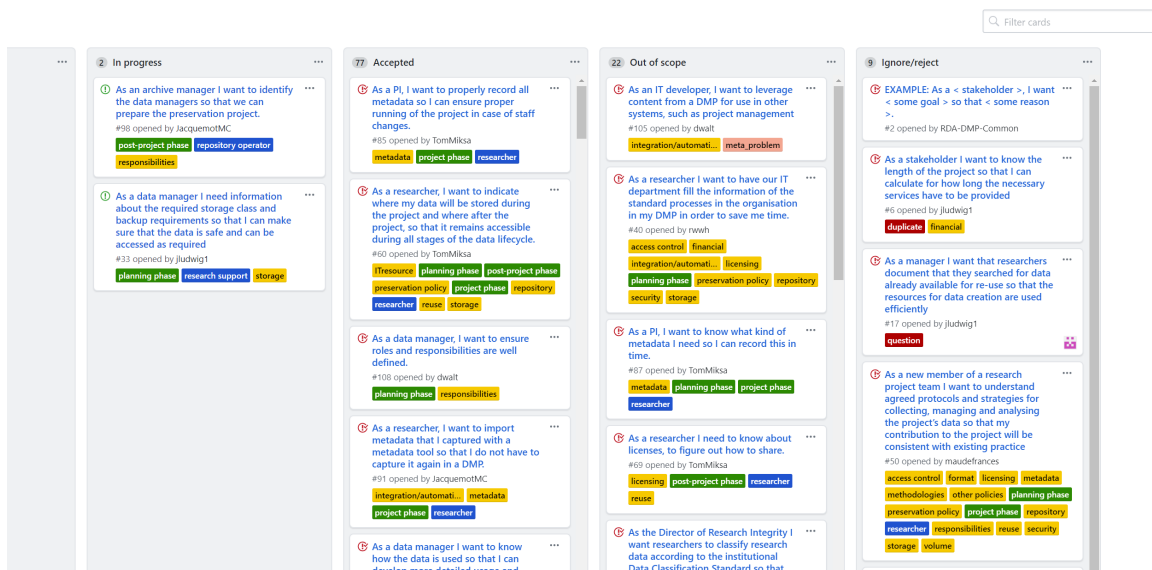 Filter cards
2 In progress
As an archive manager I want to identify
the data managers so that we can
prepare the preservation project.
#98 opened by JacquemotMC
post-project phase repository operator
responsibilities
As a data manager I need information
about the required storage class and
backup requirements so that I can make
sure that the data is safe and can be
accessed as required
#33 opened by jludwig1
planning phase research support storage
77 Accepted
As a PI, I want to properly record all
metadata so I can ensure proper
running of the project in case of staff
changes.
#85 opened by TomMiksa
metadata project phase researcher
As a researcher, I want to indicate
where my data will be stored during
the project and where after the
project, so that it remains accessible
during all stages of the data lifecycle.
#60 opened by TomMiksa
ITresource planning phase post-project phase
preservation policy project phase repository
researcher reuse storage
As a data manager, I want to ensure
roles and responsibilities are well
defined.
#108 opened by dwalt
planning phase responsibilities
As a researcher, I want to import
metadata that I captured with a
metadata tool so that I do not have to
capture it again in a DMP.
#91 opened by JacquemotMC
integration/automati... metadata
project phase researcher
As a data manager I want to know
how the data is used so that I can
develop more detailed usage and
22 Out of scope
As an IT developer, I want to leverage
content from a DMP for use in other
systems, such as project management
#105 opened by dwalt
integration/automati... meta_problem
As a researcher I want to have our IT
department fill the information of the
standard processes in the organisation
in my DMP in order to save me time.
#40 opened by rwwh
access control financial
integration/automati... licensing
planning phase preservation policy repository
security storage
As a PI, I want to know what kind of
metadata I need so I can record this in
time.
#87 opened by TomMiksa
metadata planning phase project phase
researcher
As a researcher I need to know about
licenses, to figure out how to share.
#69 opened by TomMiksa
licensing post-project phase researcher
reuse
As the Director of Research Integrity I
want researchers to classify research
data according to the institutional
Data Classification Standard so that
9 Ignore/reject
EXAMPLE: As a < stakeholder >, I want
< some goal > so that < some reason
>.
#2 opened by RDA-DMP-Common
As a stakeholder I want to know the
length of the project so that I can
calculate for how long the necessary
services have to be provided
#6 opened by jludwig1
duplicate financial
As a manager I want that researchers
document that they searched for data
already available for re-use so that the
resources for data creation are used
efficiently
#17 opened by jludwig1
question
As a new member of a research
project team I want to understand
agreed protocols and strategies for
collecting, managing and analysing
the project's data so that my
contribution to the project will be
consistent with existing practice
#50 opened by maudefrances
access control format licensing metadata
methodologies other policies planning phase
preservation policy project phase repository
researcher responsibilities reuse security
storage volume